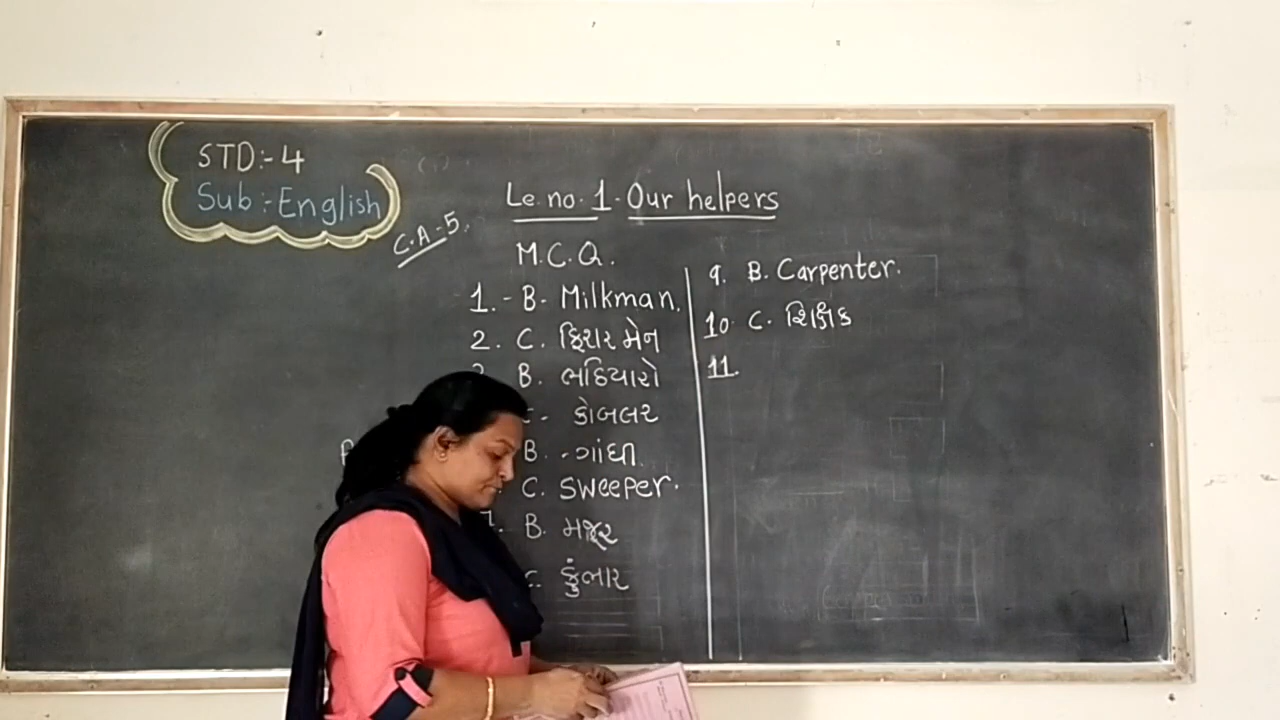 STD:- 4
Sub:- English
Le. no. 1. Our helpers
C.A-5.
M.C.Q.
1. - B- Milkman.
2. C. ફિશર મેન
B. ભઠિયારો
- કોબલર
B. - ગાંધી
C. Sweeper.
7. B. મજૂર
C. કુંભાર
9. B. Carpenter.
10. C. શિક્ષક
11.